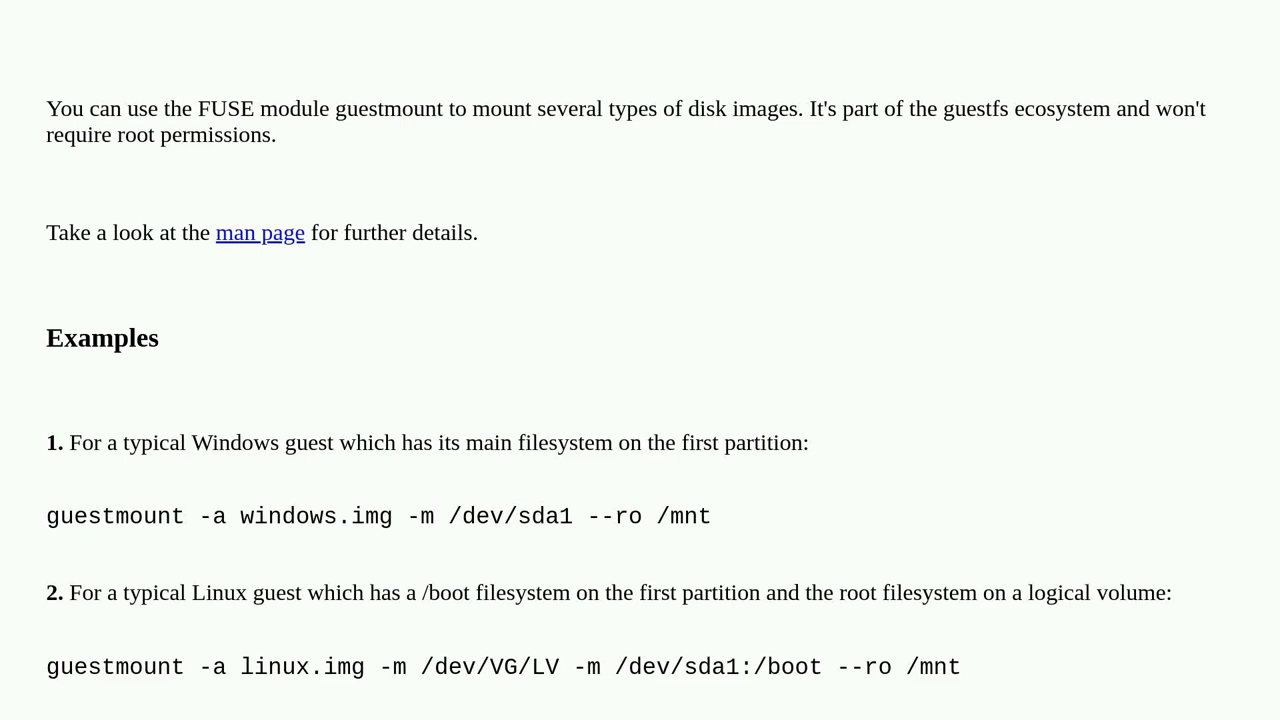 You can use the FUSE module guestmount to mount several types of disk images. It's part of the guestfs ecosystem and won't
require root permissions.
Take a look at the man page for further details.
Examples
1. For a typical Windows guest which has its main filesystem on the first partition:
guestmount -a windows.img -m /dev/sda1 --ro /mnt
2. For a typical Linux guest which has a /boot filesystem on the first partition and the root filesystem on a logical volume:
guestmount -a linux.img -m /dev/VG/LV -m /dev/sda1:/boot --ro /mnt